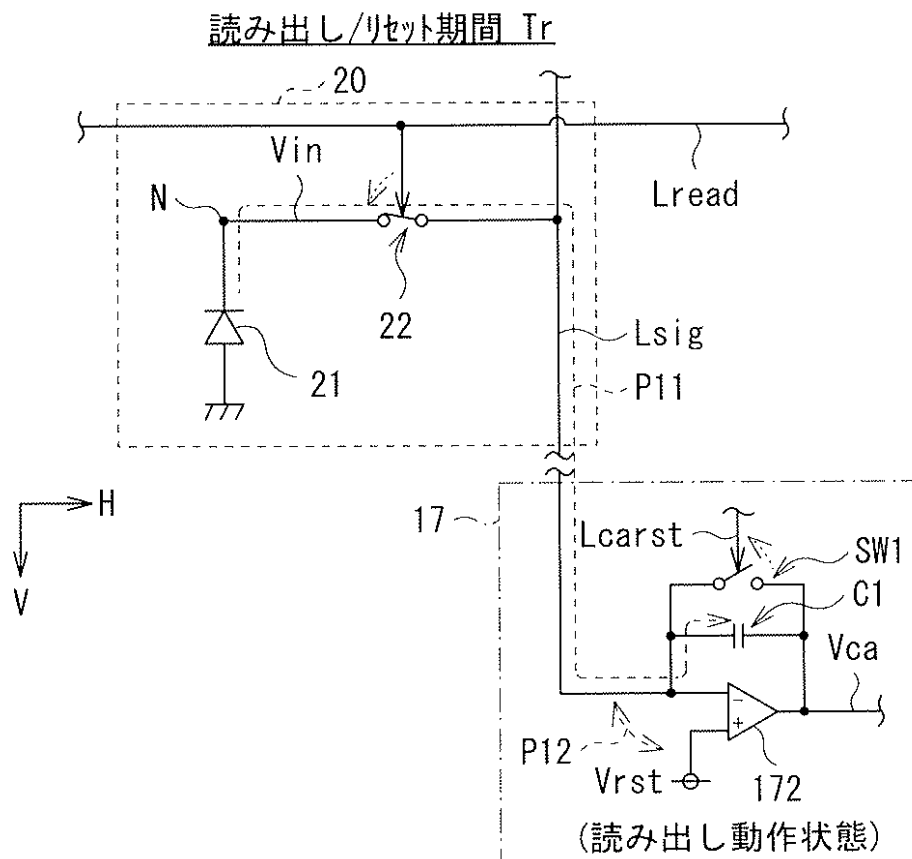 読み出し/リセット期間 Tr
20
Vin
N
Lread
22
21
Lsig
P11
H
V
17
Lcarst
SW1
C1
Vca
-
+
P12
Vrst
172
(読み出し動作状態)